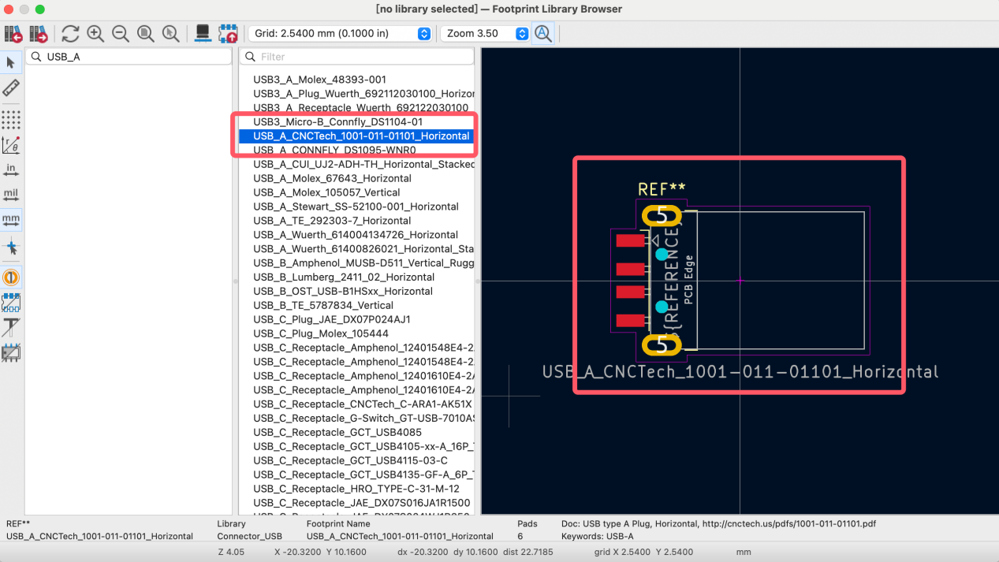 [no library selected] — Footprint Library Browser
Grid: 2.5400 mm (0.1000 in)
Zoom 3.50
USB_A
Filter
r
θ
in
mil
mm
USB3_A_Molex_48393-001
USB3_A_Plug_Wuerth_692112030100_Horizon
USB3_A_Receptacle_Wuerth_692122030100
USB3_Micro-B_Connfly_DS1104-01
USB_A_CNCTech_1001-011-01101_Horizontal
USB_A_CONNFLY_DS1095-WNR0
USB_A_CUI_UJ2-ADH-TH_Horizontal_Stacked
USB_A_Molex_67643_Horizontal
USB_A_Molex_105057_Vertical
USB_A_Stewart_SS-52100-001_Horizontal
USB_A_TE_292303-7_Horizontal
USB_A_Wuerth_614004134726_Horizontal
USB_A_Wuerth_61400826021_Horizontal_Sta
USB_B_Amphenol_MUSB-D511_Vertical_Rugg
USB_B_Lumberg_2411_02_Horizontal
USB_B_OST_USB-B1HSxx_Horizontal
USB_B_TE_5787834_Vertical
USB_C_Plug_JAE_DX07P024AJ1
USB_C_Plug_Molex_105444
USB_C_Receptacle_Amphenol_12401548E4-2
USB_C_Receptacle_Amphenol_12401548E4-2
USB_C_Receptacle_Amphenol_12401610E4-2A
USB_C_Receptacle_Amphenol_12401610E4-2A
USB_C_Receptacle_CNCTech_C-ARA1-AK51X
USB_C_Receptacle_G-Switch_GT-USB-7010AS
USB_C_Receptacle_GCT_USB4085
USB_C_Receptacle_GCT_USB4105-xx-A_16P_T
USB_C_Receptacle_GCT_USB4115-03-C
USB_C_Receptacle_GCT_USB4135-GF-A_6P_T
USB_C_Receptacle_HRO_TYPE-C-31-M-12
USB_C_Receptacle_JAE_DX07S016JA1R1500
REF**
5
${REFERENCE}
PCB Edge
5
USB_A_CNCTech_1001-011-01101_Horizontal
REF**
USB_A_CNCTech_1001-011-01101_Horizontal
Library
Connector_USB
Footprint Name
USB_A_CNCTech_1001-011-01101_Horizontal
Pads
6
Doc: USB type A Plug, Horizontal, http://cnctech.us/pdfs/1001-011-01101.pdf
Keywords: USB-A
Z 4.05
X -20.3200 Y 10.1600
dx -20.3200 dy 10.1600 dist 22.7185
grid X 2.5400 Y 2.5400
mm